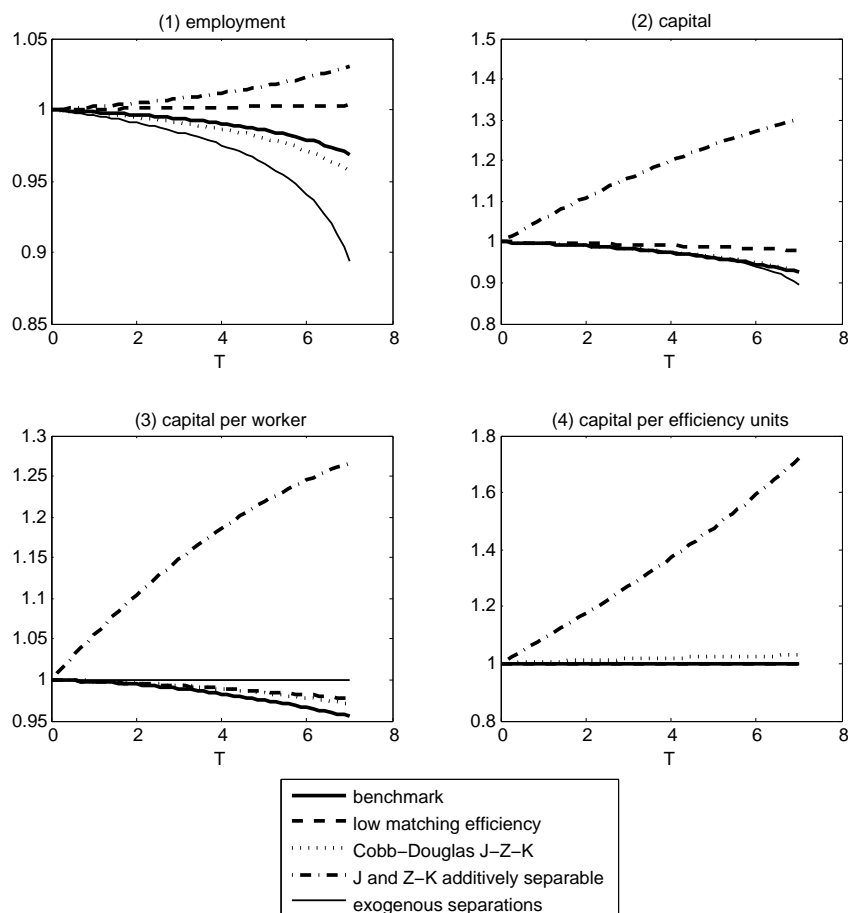 (1) employment
1.05
1
0.95
0.9
0.85
0 2 4 6 8
T
(2) capital
1.5
1.4
1.3
1.2
1.1
1
0.9
0.8
0 2 4 6 8
T
(3) capital per worker
1.3
1.25
1.2
1.15
1.1
1.05
1
0.95
0 2 4 6 8
T
(4) capital per efficiency units
1.8
1.6
1.4
1.2
1
0.8
0 2 4 6 8
T
benchmark
low matching efficiency
Cobb−Douglas J−Z−K
J and Z−K additively separable
exogenous separations